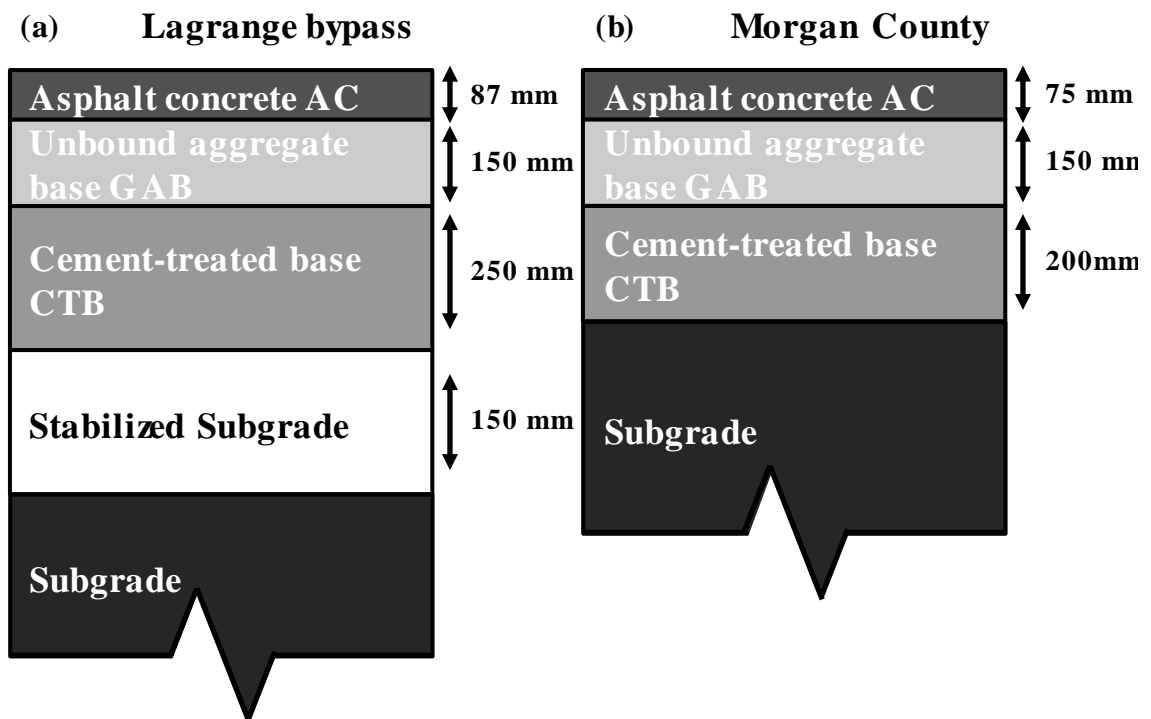 (a) Lagrange bypass
Asphalt concrete AC
87 mm
Unbound aggregate
base GAB
150 mm
Cement-treated base
CTB
250 mm
Stabilized Subgrade
150 mm
Subgrade
(b) Morgan County
Asphalt concrete AC
75 mm
Unbound aggregate
base GAB
150 mm
Cement-treated base
CTB
200mm
Subgrade